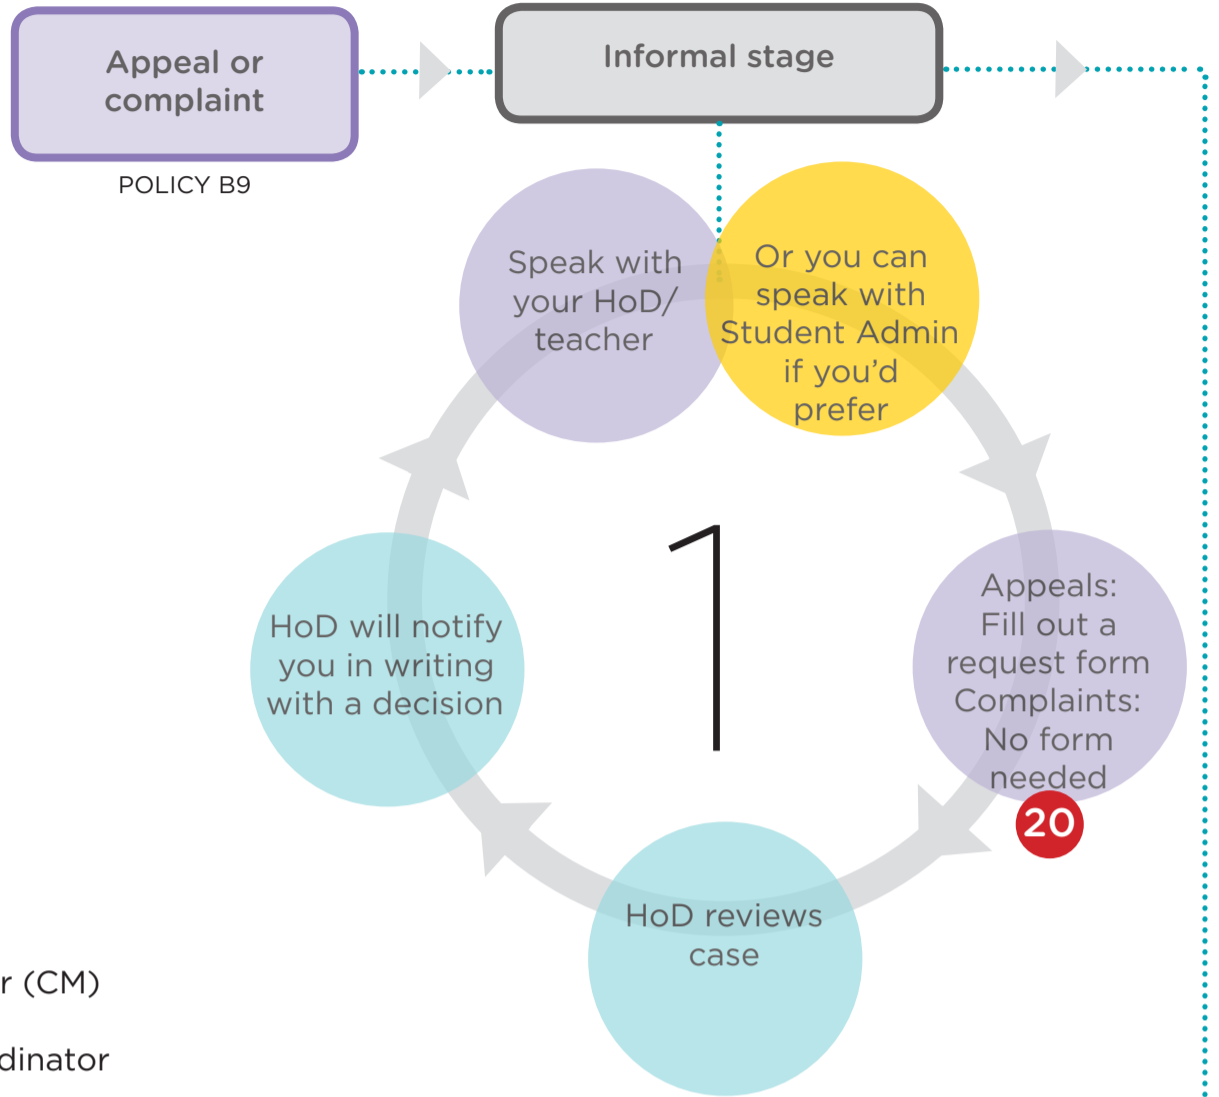 Appeal or
complaint
POLICY B9
Informal stage
Speak with
your HoD/
teacher
Or you can
speak with
Student Admin
if you’d
prefer
Appeals:
Fill out a
request form
Complaints:
No form
needed
20
HoD reviews
case
HoD will notify
you in writing
with a decision
1
r (CM)
dinator